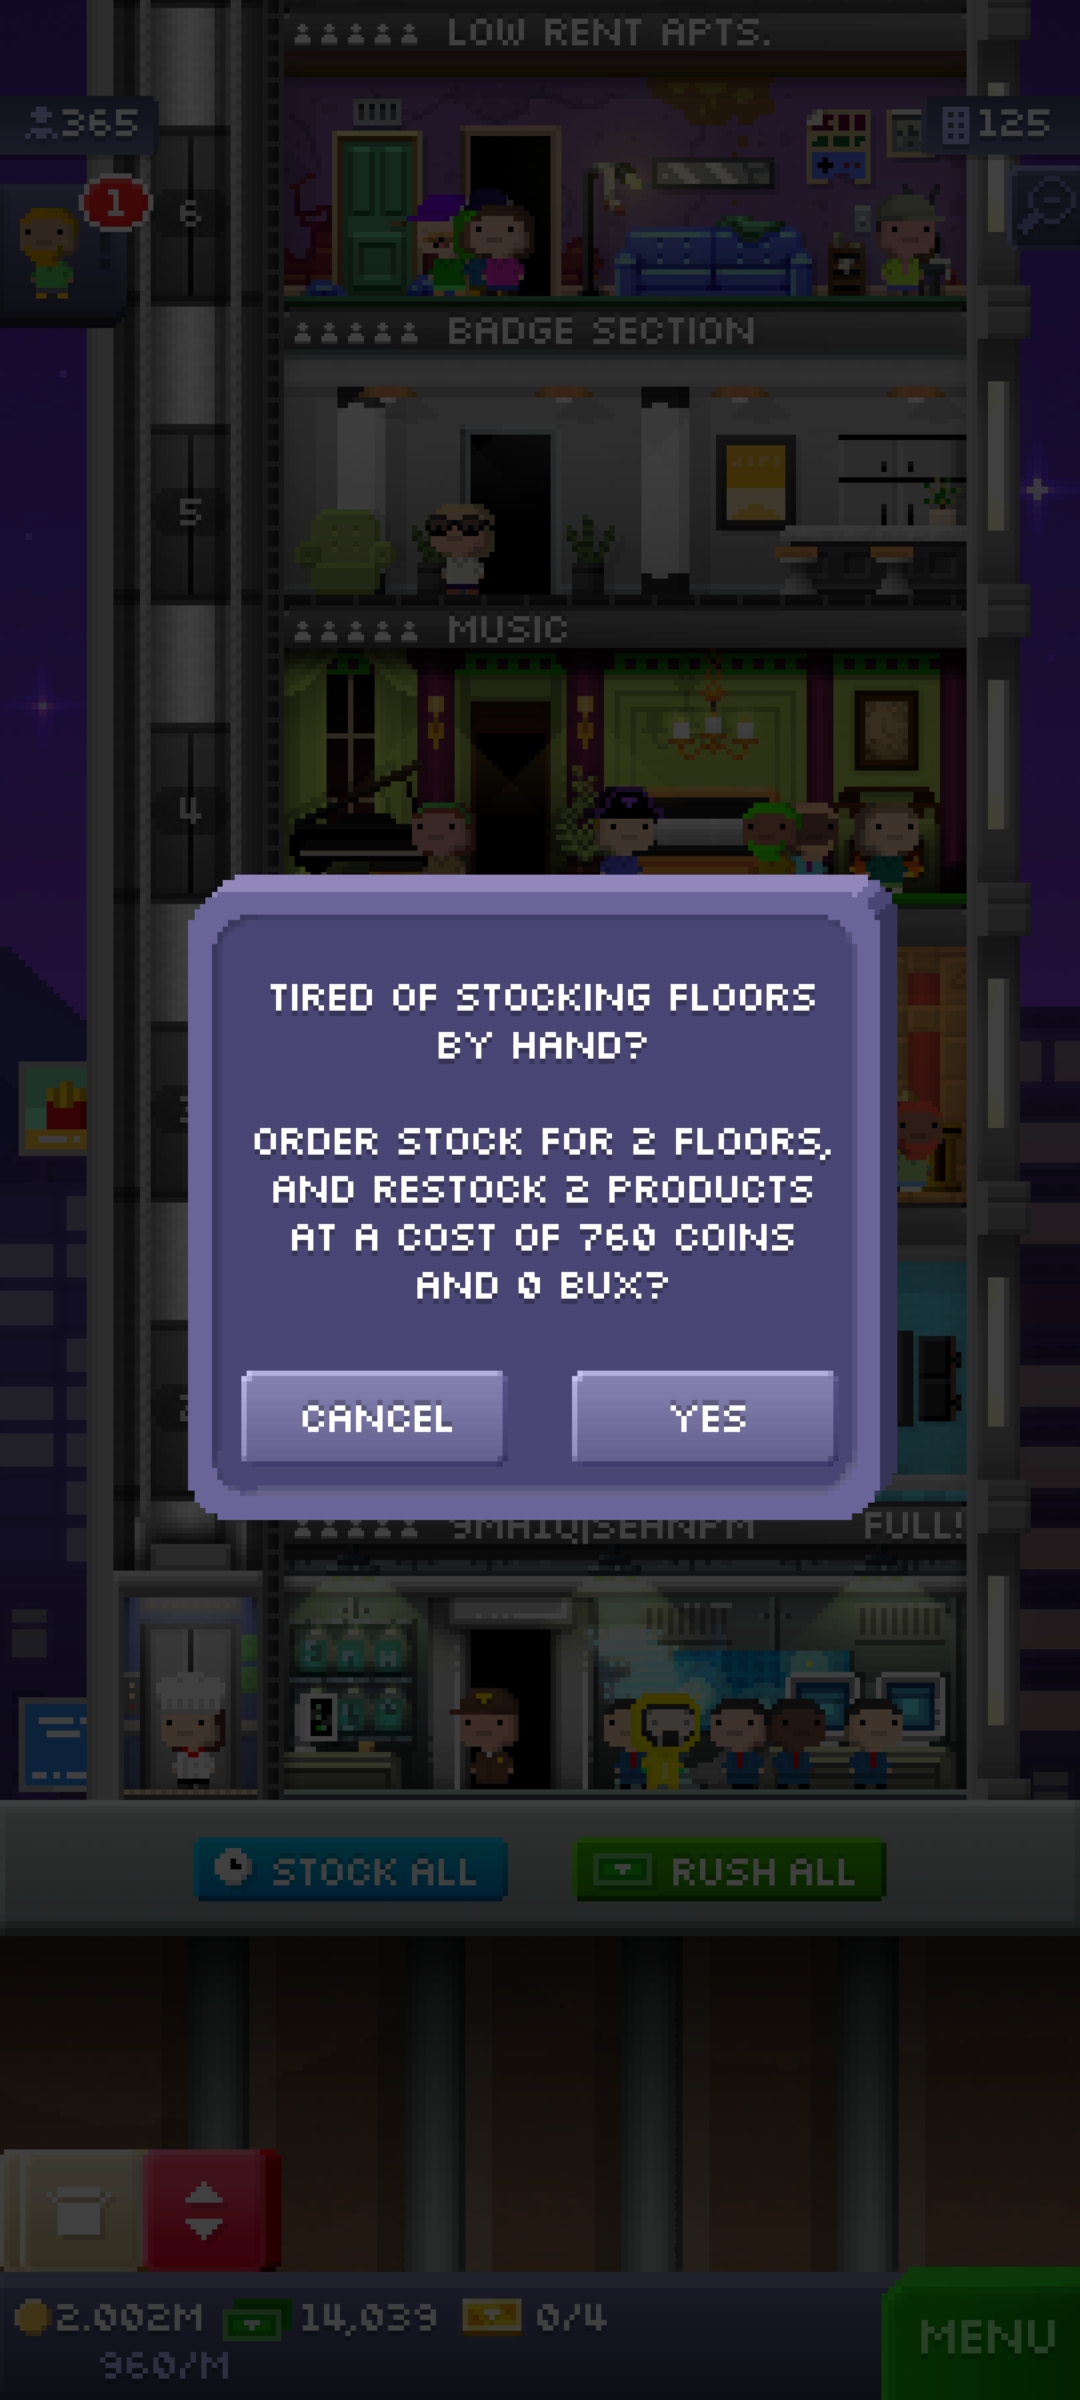 LOW RENT APTS.
365
125
1
6
BADGE SECTION
5
MUSIC
4
TIRED OF STOCKING FLOORS
BY HAND?
ORDER STOCK FOR 2 FLOORS,
AND RESTOCK 2 PRODUCTS
AT A COST OF 760 COINS
AND 0 BUX?
CANCEL
YES
FULL!
STOCK ALL
RUSH ALL
2.002M
14,039
0/4
960/M
MENU